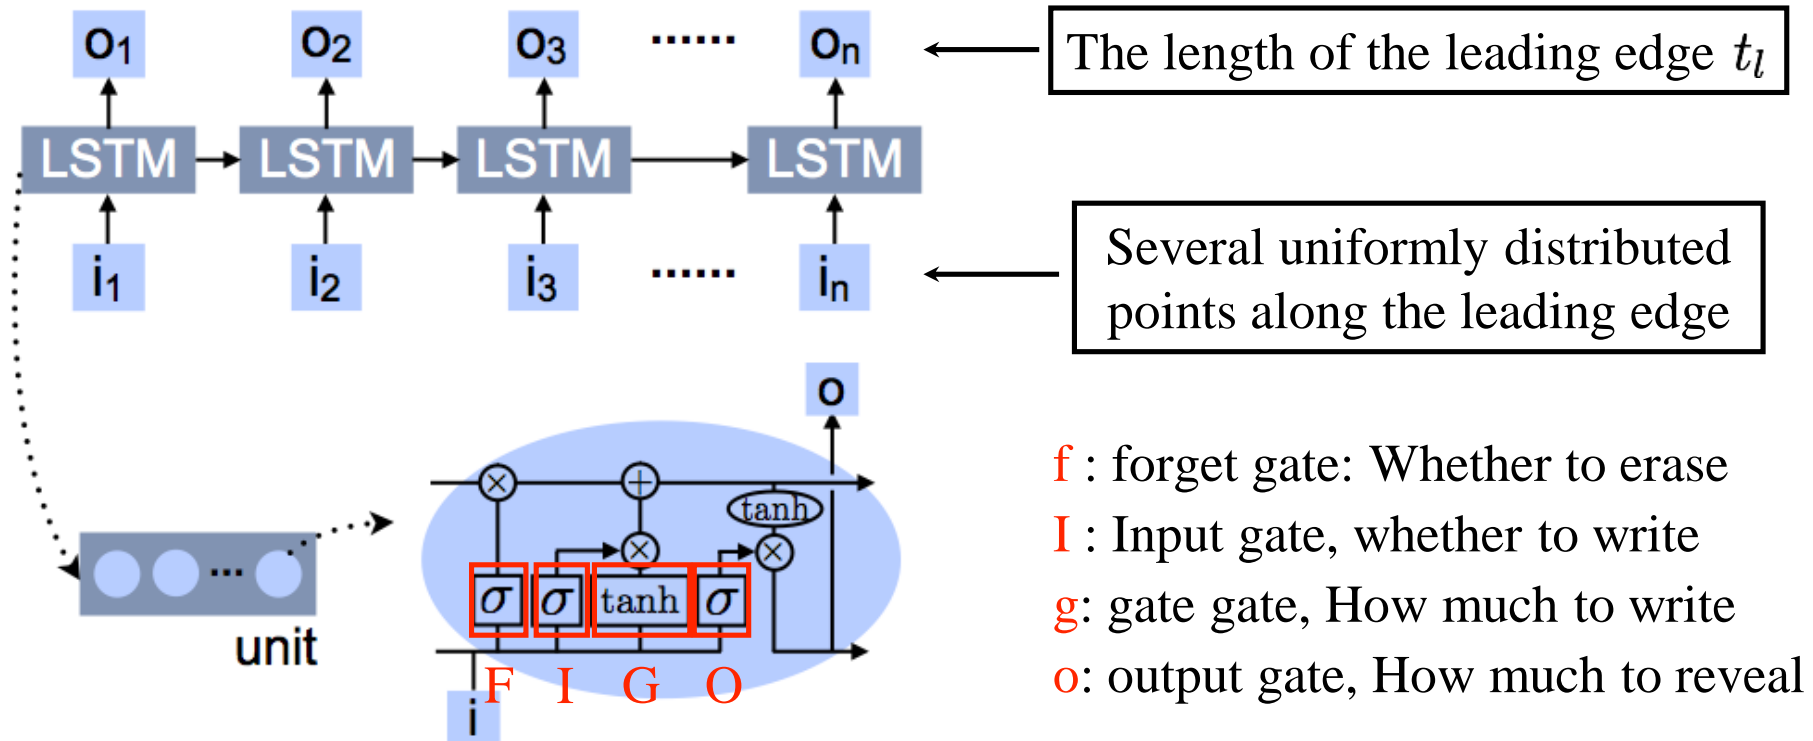 o1 o2 o3 ...... on
The length of the leading edge tl
LSTM LSTM LSTM LSTM
i1 i2 i3 ...... in
Several uniformly distributed
points along the leading edge
o
× +
tanh
× ×
σ σ tanh σ
...
unit
F I G O
i
f : forget gate: Whether to erase
I : Input gate, whether to write
g: gate gate, How much to write
o: output gate, How much to reveal